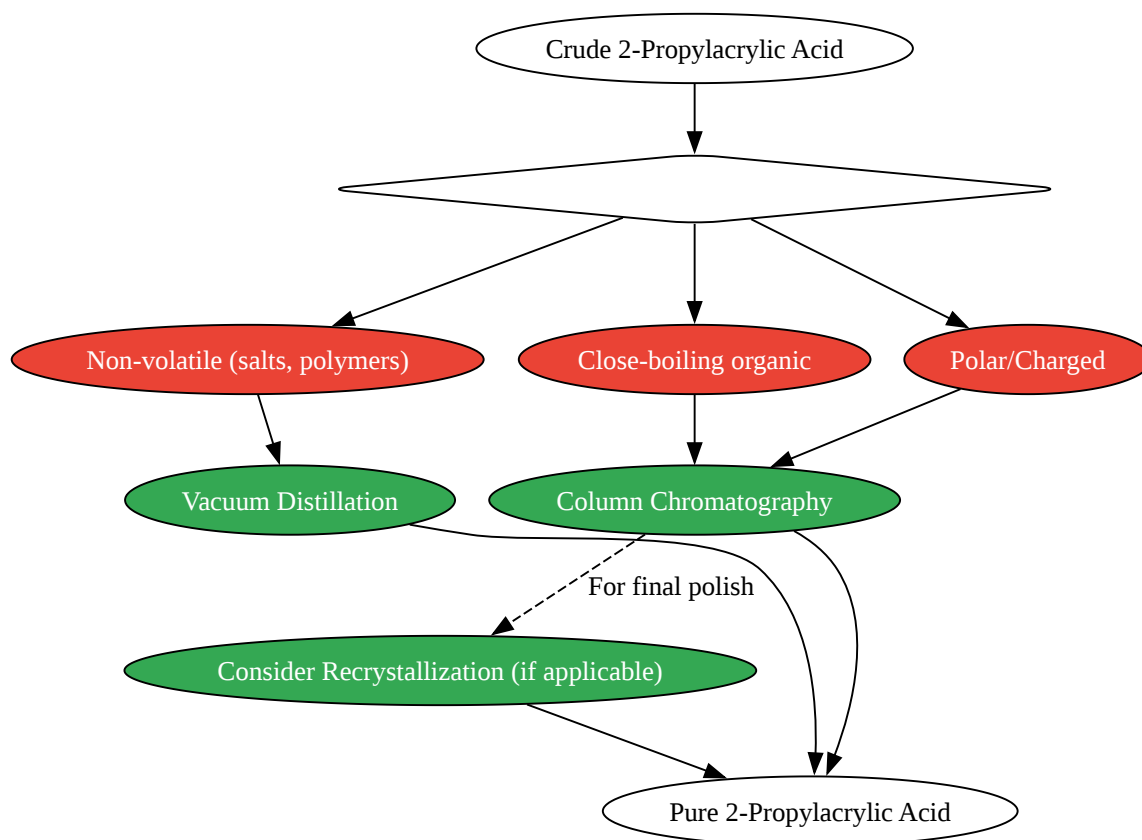 Crude 2-Propylacrylic Acid
Non-volatile (salts, polymers)
Close-boiling organic
Polar/Charged
Vacuum Distillation
Column Chromatography
For final polish
Consider Recrystallization (if applicable)
Pure 2-Propylacrylic Acid